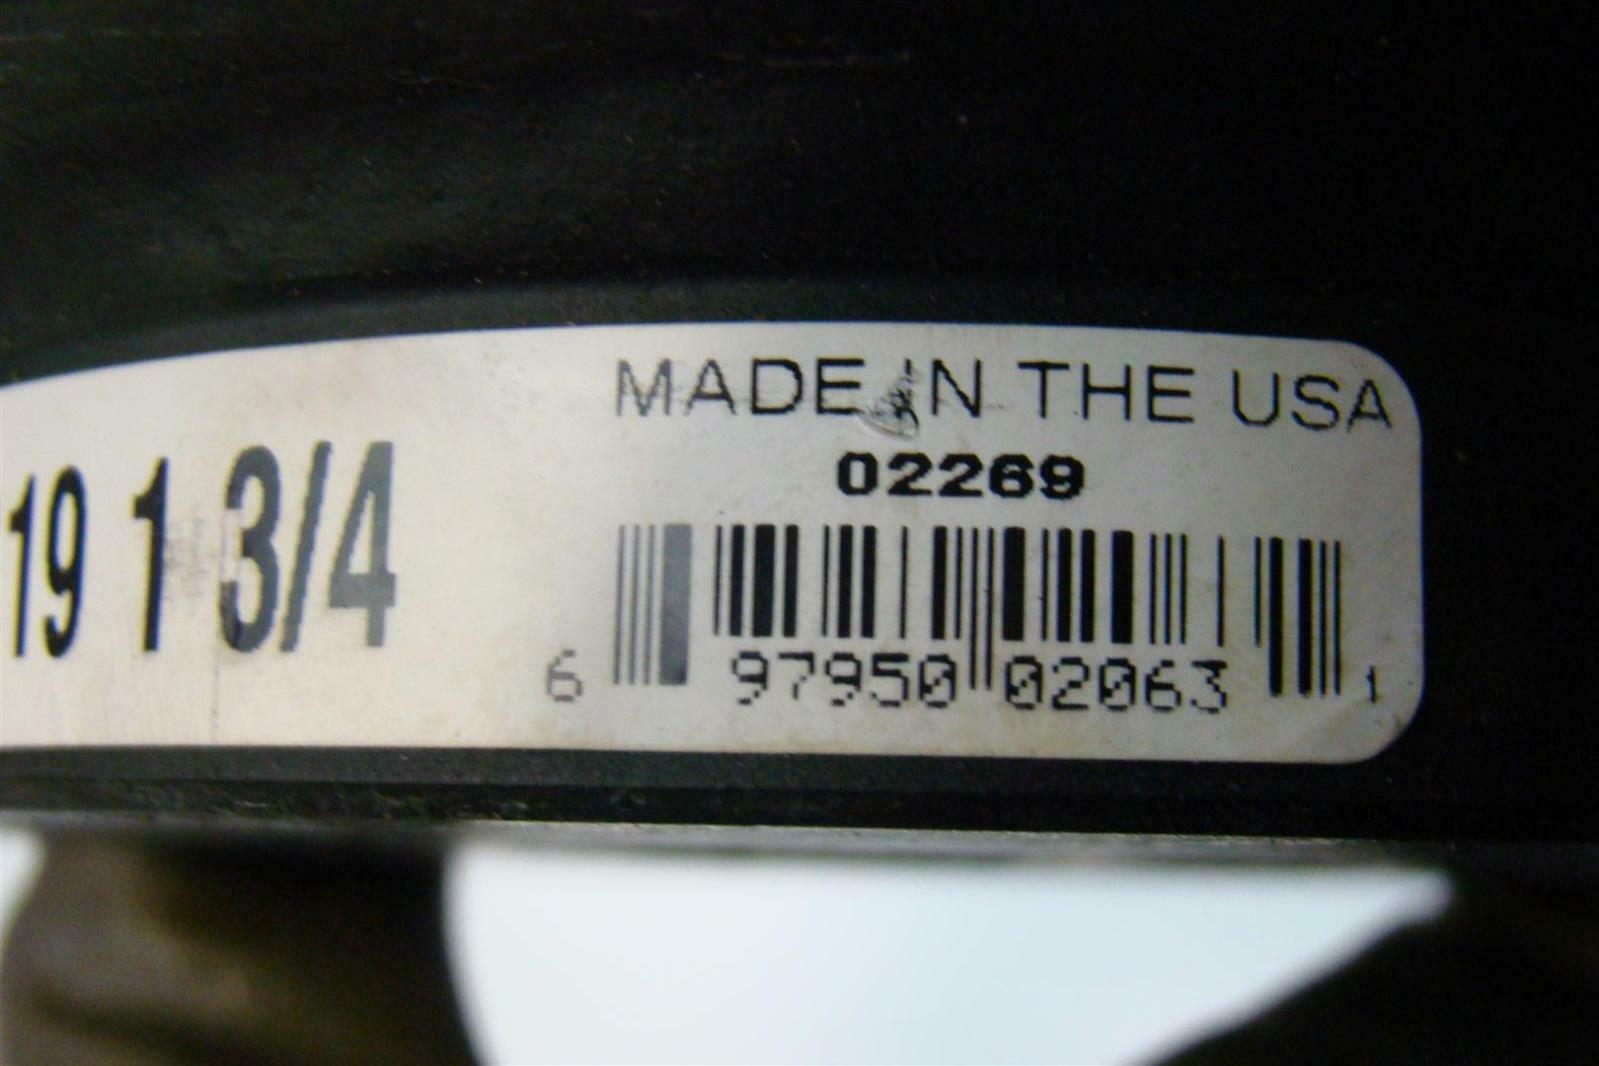 MADE IN THE USA
02269
19 1 3/4
6 97950 02063 1